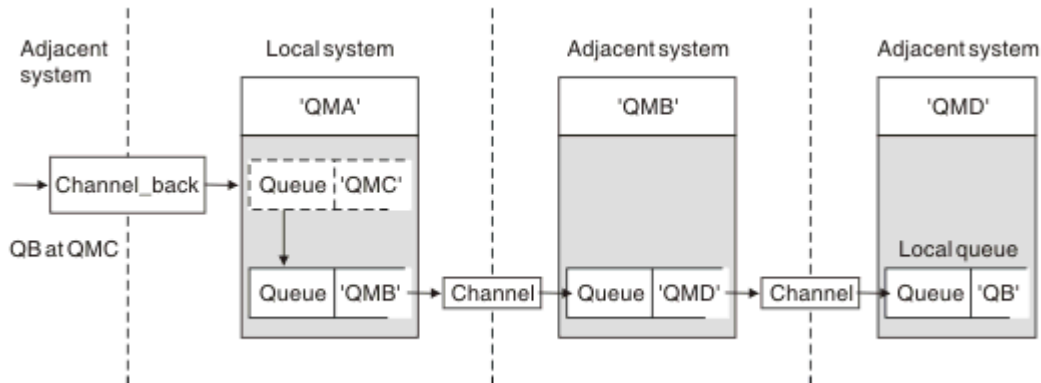 Adjacent system
Local system
Adjacent system
Adjacent system
'QMA'
'QMB'
'QMD'
Channel_back
Queue 'QMC'
QB at QMC
Local queue
Queue 'QMB'
Channel
Queue 'QMD'
Channel
Queue 'QB'